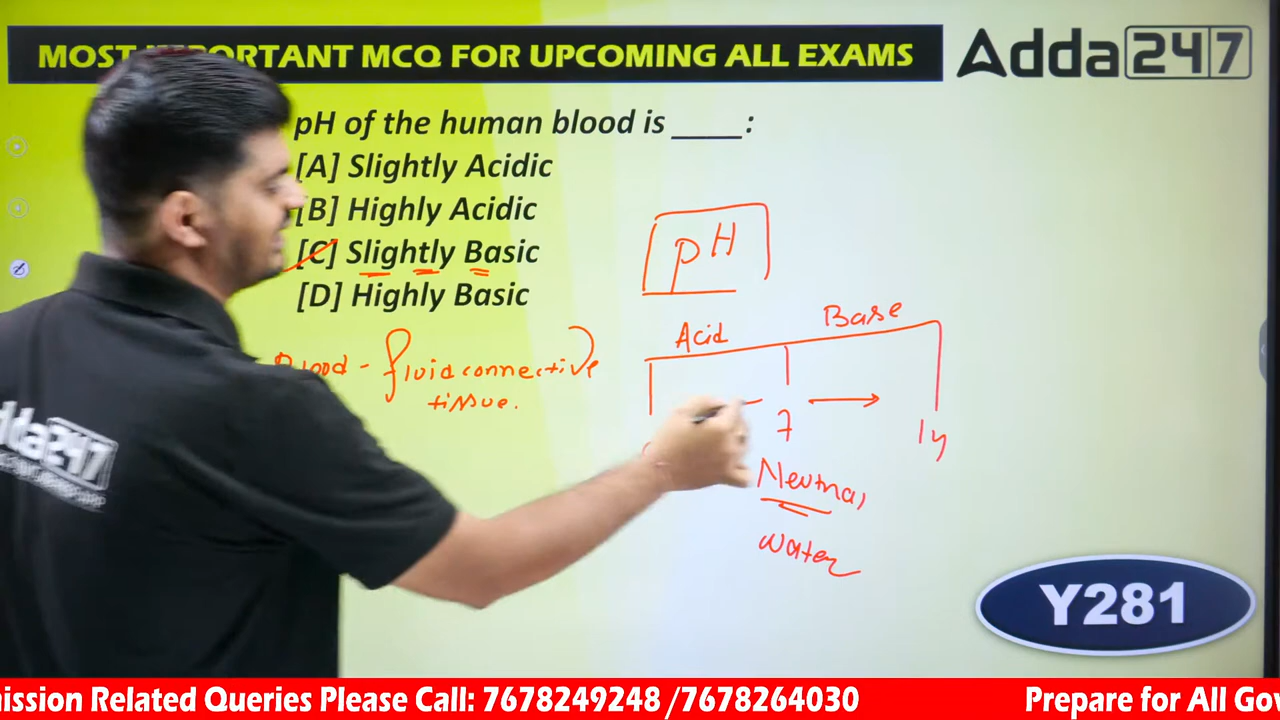 MOST IMPORTANT MCQ FOR UPCOMING ALL EXAMS
Adda247
pH of the human blood is ____:
[A] Slightly Acidic
[B] Highly Acidic
[C] Slightly Basic
[D] Highly Basic
pH
Acid
Base
Blood - fluid connective
tissue.
7
14
Neutral
water
Y281
Related Queries Please Call: 7678249248 /7678264030
Prepare for All